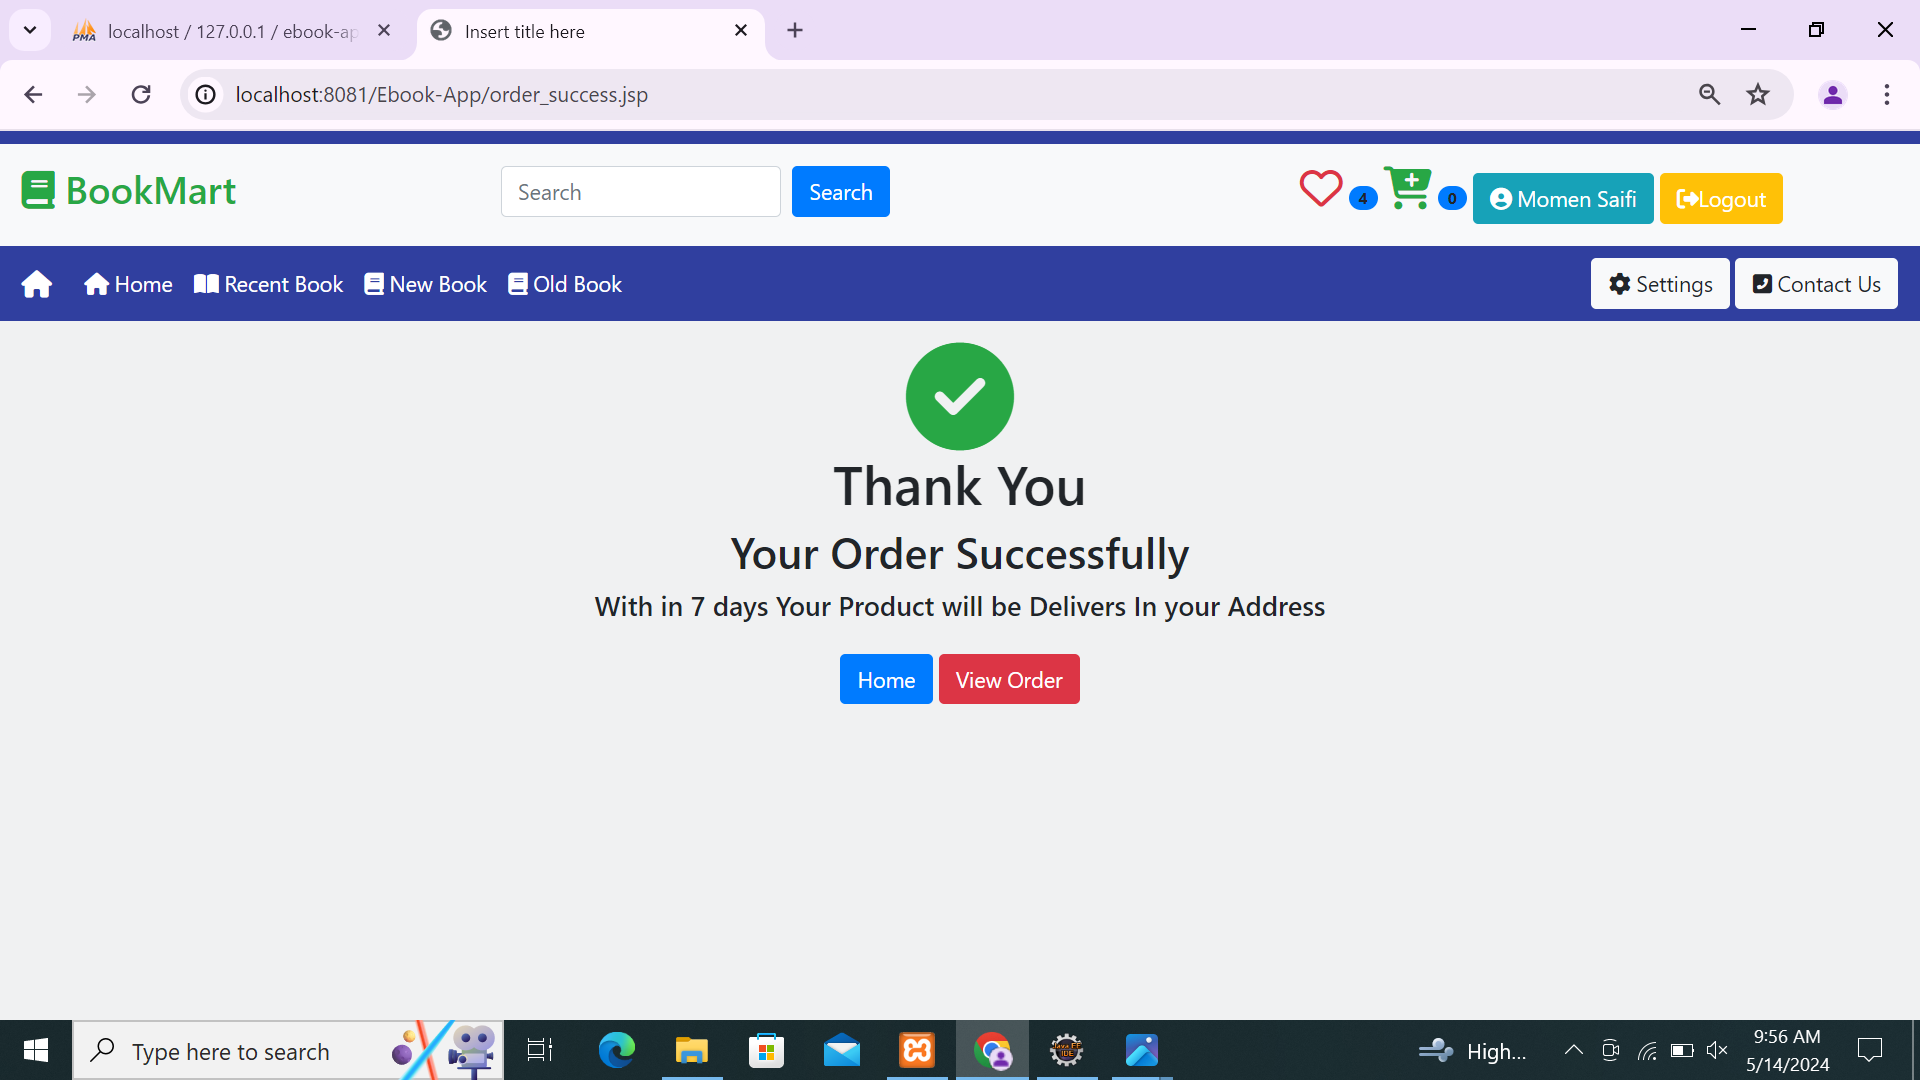 localhost / 127.0.0.1 / ebook-ap
Insert title here
localhost:8081/Ebook-App/order_success.jsp
BookMart
Search
Search
4
0
Momen Saifi
Logout
Home
Recent Book
New Book
Old Book
Settings
Contact Us
Thank You
Your Order Successfully
With in 7 days Your Product will be Delivers In your Address
Home
View Order
Type here to search
High...
9:56 AM
5/14/2024